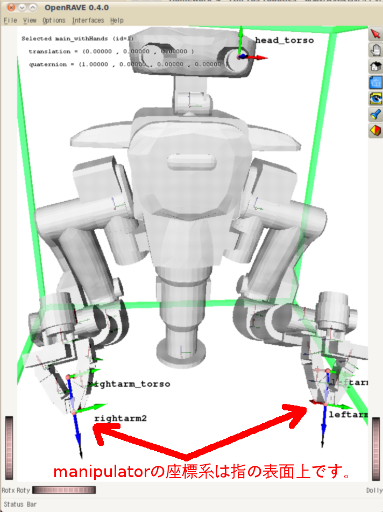 OpenRAVE 0.4.0
File View Options Interfaces Help
Selected main_withHands (id=2)
translation = (0.00000 , 0.00000 , 0.00000 )
head_torso
quaternion = (1.00000 , 0.00000 , 0.00000 , 0.00000 )
rightarm_torso
leftarm
rightarm2
leftarm
manipulatorの座標系は指の表面上です。
Rotx Roty
Dolly
Status Bar